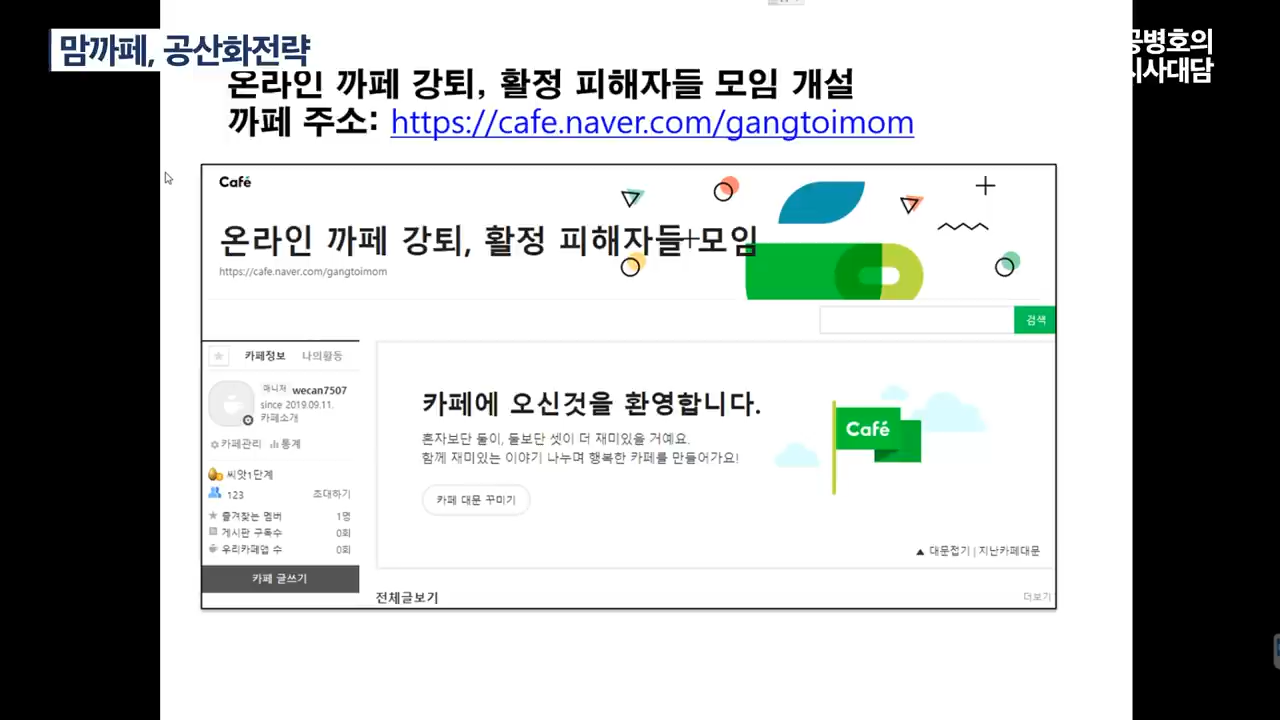 맘까페, 공산화전략
공병호의
시사대담
온라인 까페 강퇴, 활정 피해자들 모임 개설
까페 주소: https://cafe.naver.com/gangtoimom
Café
온라인 까페 강퇴, 활정 피해자들 모임
https://cafe.naver.com/gangtoimom
검색
카페정보 나의활동
매니저 wecan7507
since 2019.09.11.
카페소개
카페관리 통계
씨앗1단계
123 초대하기
즐겨찾는 멤버 1명
게시판 구독수 0회
우리카페앱 수 0회
카페 글쓰기
카페에 오신것을 환영합니다.
혼자보단 둘이, 둘보단 셋이 더 재미있을 거예요.
함께 재미있는 이야기 나누며 행복한 카페를 만들어가요!
카페 대문 꾸미기
Café
▲ 대문접기 | 지난카페대문
전체글보기 더보기